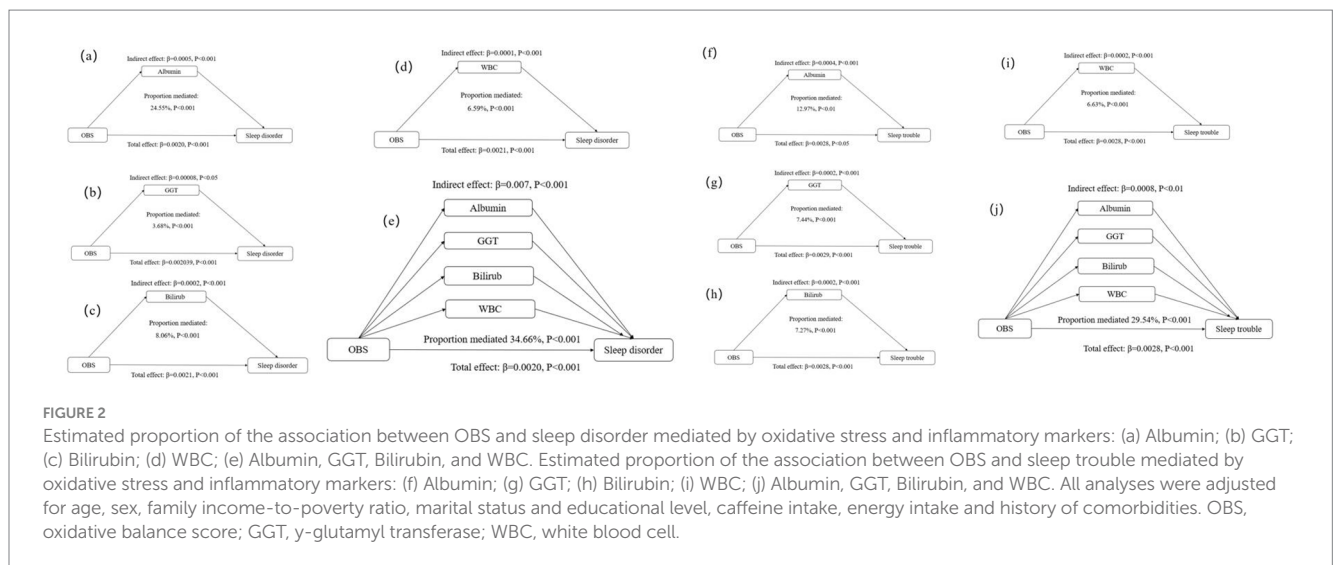 (a)
Indirect effect: β=0.0005, P<0.001
Albumin
Proportion mediated:
24.55%, P<0.001
OBS
Sleep disorder
Total effect: β=0.0020, P<0.001
(b)
Indirect effect: β=0.00008, P<0.05
GGT
Proportion mediated:
3.68%, P<0.001
OBS
Sleep disorder
Total effect: β=0.002039, P<0.001
(c)
Indirect effect: β=0.0002, P<0.001
Bilirub
Proportion mediated:
8.06%, P<0.001
OBS
Sleep disorder
Total effect: β=0.0021, P<0.001
(d)
Indirect effect: β=0.0001, P<0.001
WBC
Proportion mediated:
6.59%, P<0.001
OBS
Sleep disorder
Total effect: β=0.0021, P<0.001
(e)
Indirect effect: β=0.007, P<0.001
Albumin
GGT
Bilirub
WBC
Proportion mediated 34.66%, P<0.001
OBS
Sleep disorder
Total effect: β=0.0020, P<0.001
(f)
Indirect effect: β=0.0004, P<0.001
Albumin
Proportion mediated:
12.97%, P<0.01
OBS
Sleep trouble
Total effect: β=0.0028, P<0.05
(g)
Indirect effect: β=0.0002, P<0.001
GGT
Proportion mediated:
7.44%, P<0.001
OBS
Sleep trouble
Total effect: β=0.0029, P<0.001
(h)
Indirect effect: β=0.0002, P<0.001
Bilirub
Proportion mediated:
7.27%, P<0.001
OBS
Sleep trouble
Total effect: β=0.0028, P<0.001
(i)
Indirect effect: β=0.0002, P<0.001
WBC
Proportion mediated:
6.63%, P<0.001
OBS
Sleep trouble
Total effect: β=0.0028, P<0.001
(j)
Indirect effect: β=0.0008, P<0.01
Albumin
GGT
Bilirub
WBC
Proportion mediated 29.54%, P<0.001
OBS
Sleep trouble
Total effect: β=0.0028, P<0.001
FIGURE 2
Estimated proportion of the association between OBS and sleep disorder mediated by oxidative stress and inflammatory markers: (a) Albumin; (b) GGT;
(c) Bilirubin; (d) WBC; (e) Albumin, GGT, Bilirubin, and WBC. Estimated proportion of the association between OBS and sleep trouble mediated by
oxidative stress and inflammatory markers: (f) Albumin; (g) GGT; (h) Bilirubin; (i) WBC; (j) Albumin, GGT, Bilirubin, and WBC. All analyses were adjusted
for age, sex, family income-to-poverty ratio, marital status and educational level, caffeine intake, energy intake and history of comorbidities. OBS,
oxidative balance score; GGT, y-glutamyl transferase; WBC, white blood cell.